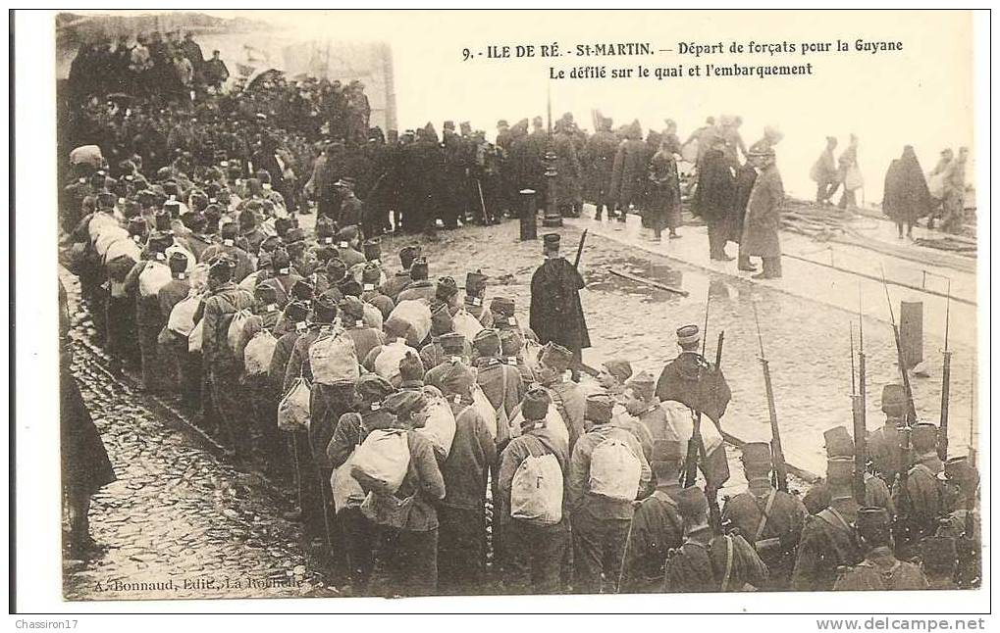 9. - ILE DE RÉ. - St-MARTIN. — Départ de forçats pour la Guyane
Le défilé sur le quai et l'embarquement
A. Bonnaud, Edit., La Rochelle
Chassiron17
www.delcampe.net